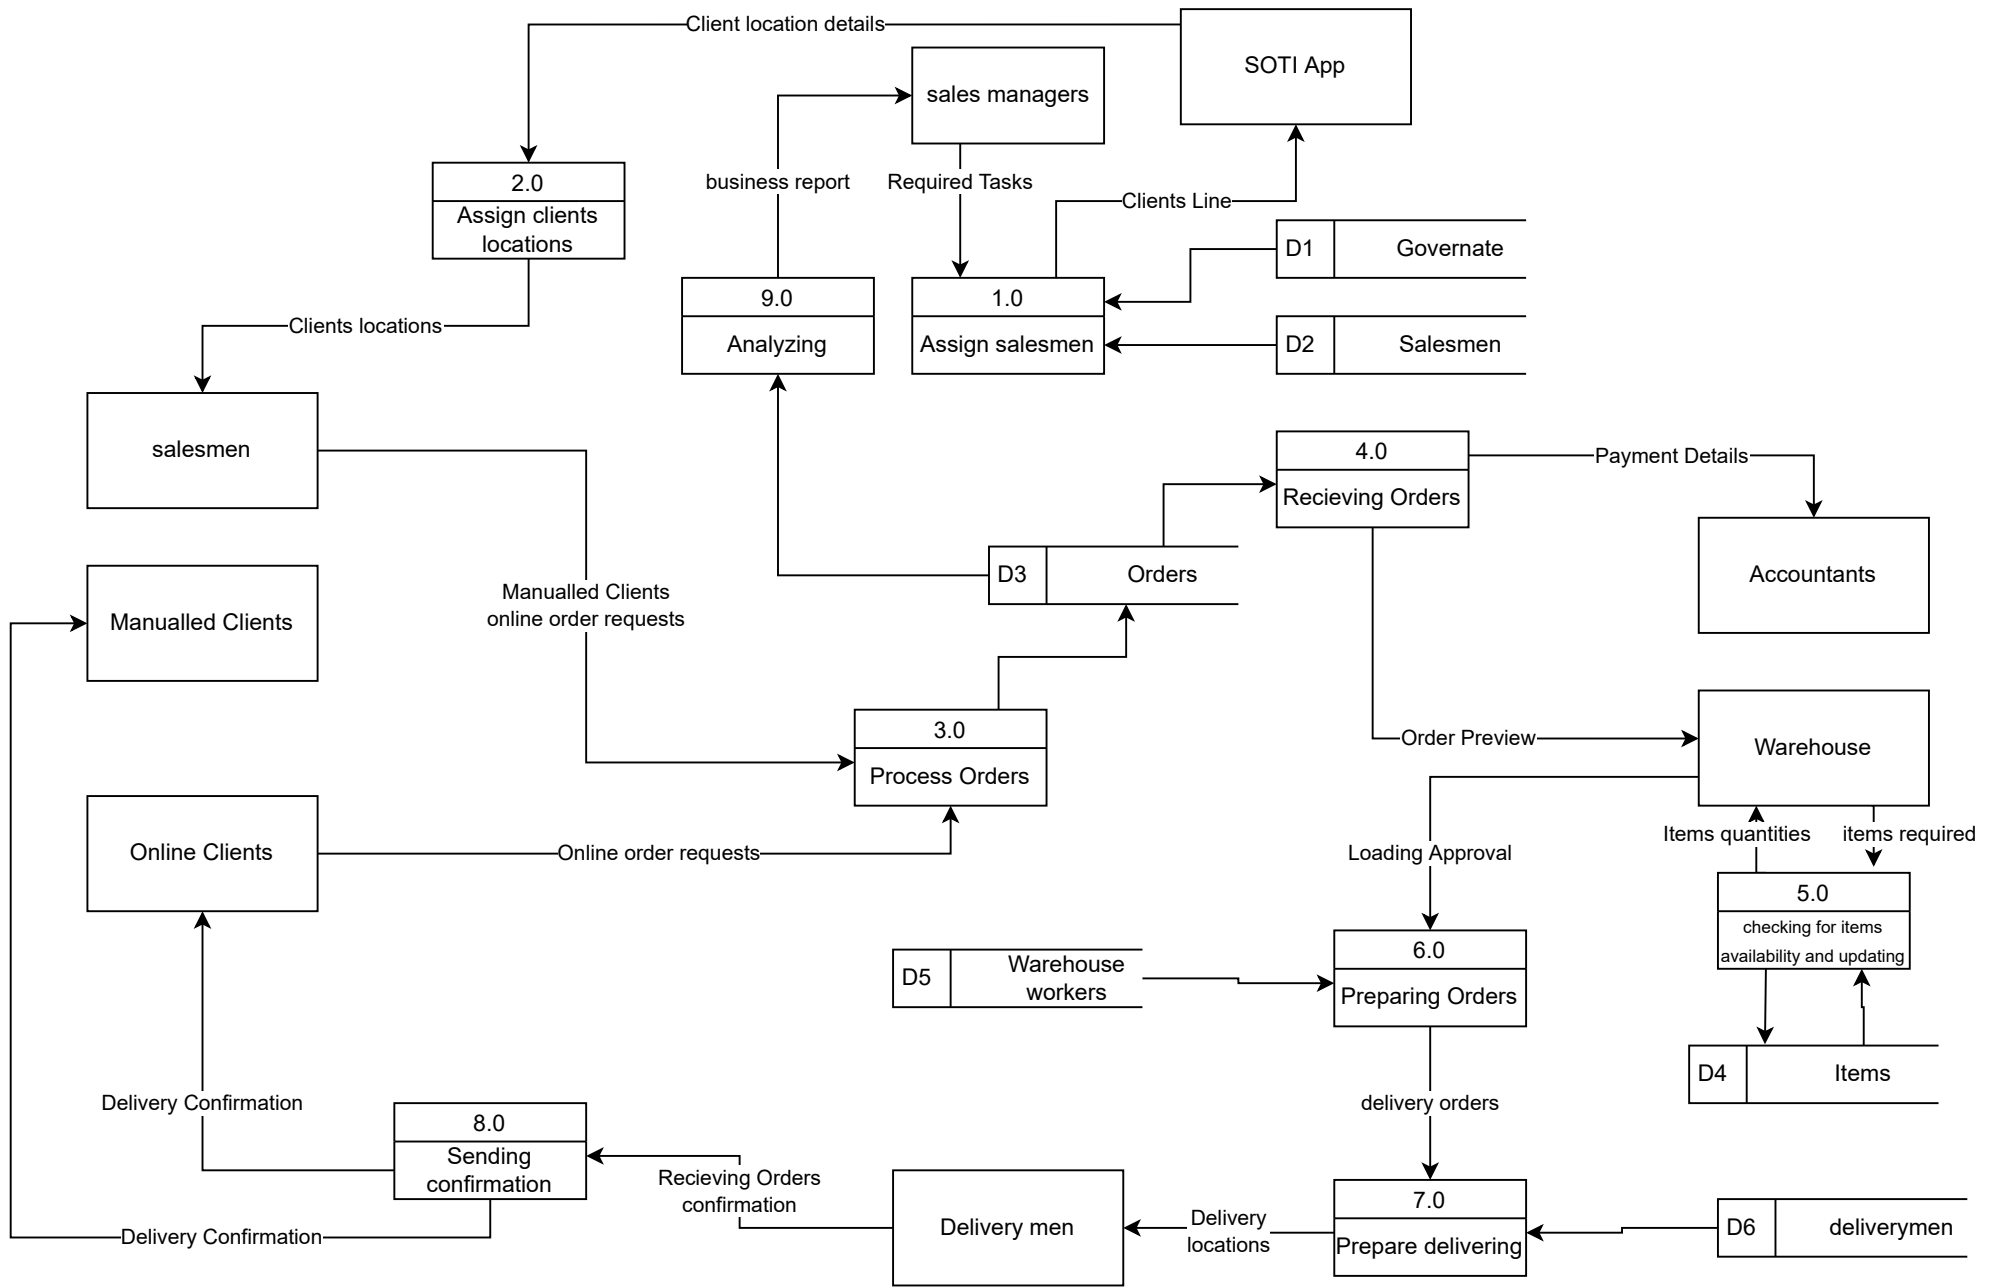 Client location details
SOTI App
sales managers
2.0
Assign clients
locations
business report
Required Tasks
Clients Line
D1
Governate
9.0
Analyzing
1.0
Assign salesmen
D2
Salesmen
Clients locations
salesmen
4.0
Recieving Orders
Payment Details
Accountants
D3
Orders
Manualled Clients
online order requests
Manualled Clients
3.0
Process Orders
Order Preview
Warehouse
Items quantities
items required
Online Clients
Online order requests
Loading Approval
5.0
checking for items
availability and updating
6.0
Preparing Orders
D5
Warehouse
workers
D4
Items
Delivery Confirmation
8.0
Sending
confirmation
delivery orders
Recieving Orders
confirmation
Delivery men
Delivery
locations
7.0
Prepare delivering
D6
deliverymen
Delivery Confirmation